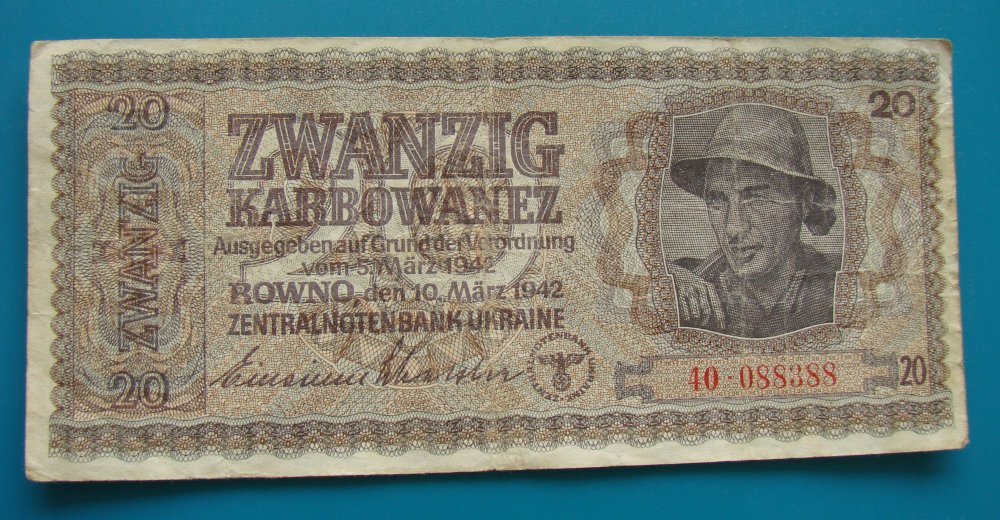 20
ZWANZIG
20
ZWANZIG
KARBOWANEZ
Ausgegeben auf Grund der Verordnung
vom 5. März 1942
ROWNO, den 10. März 1942
ZENTRALNOTENBANK UKRAINE
20
20
40·088388
20